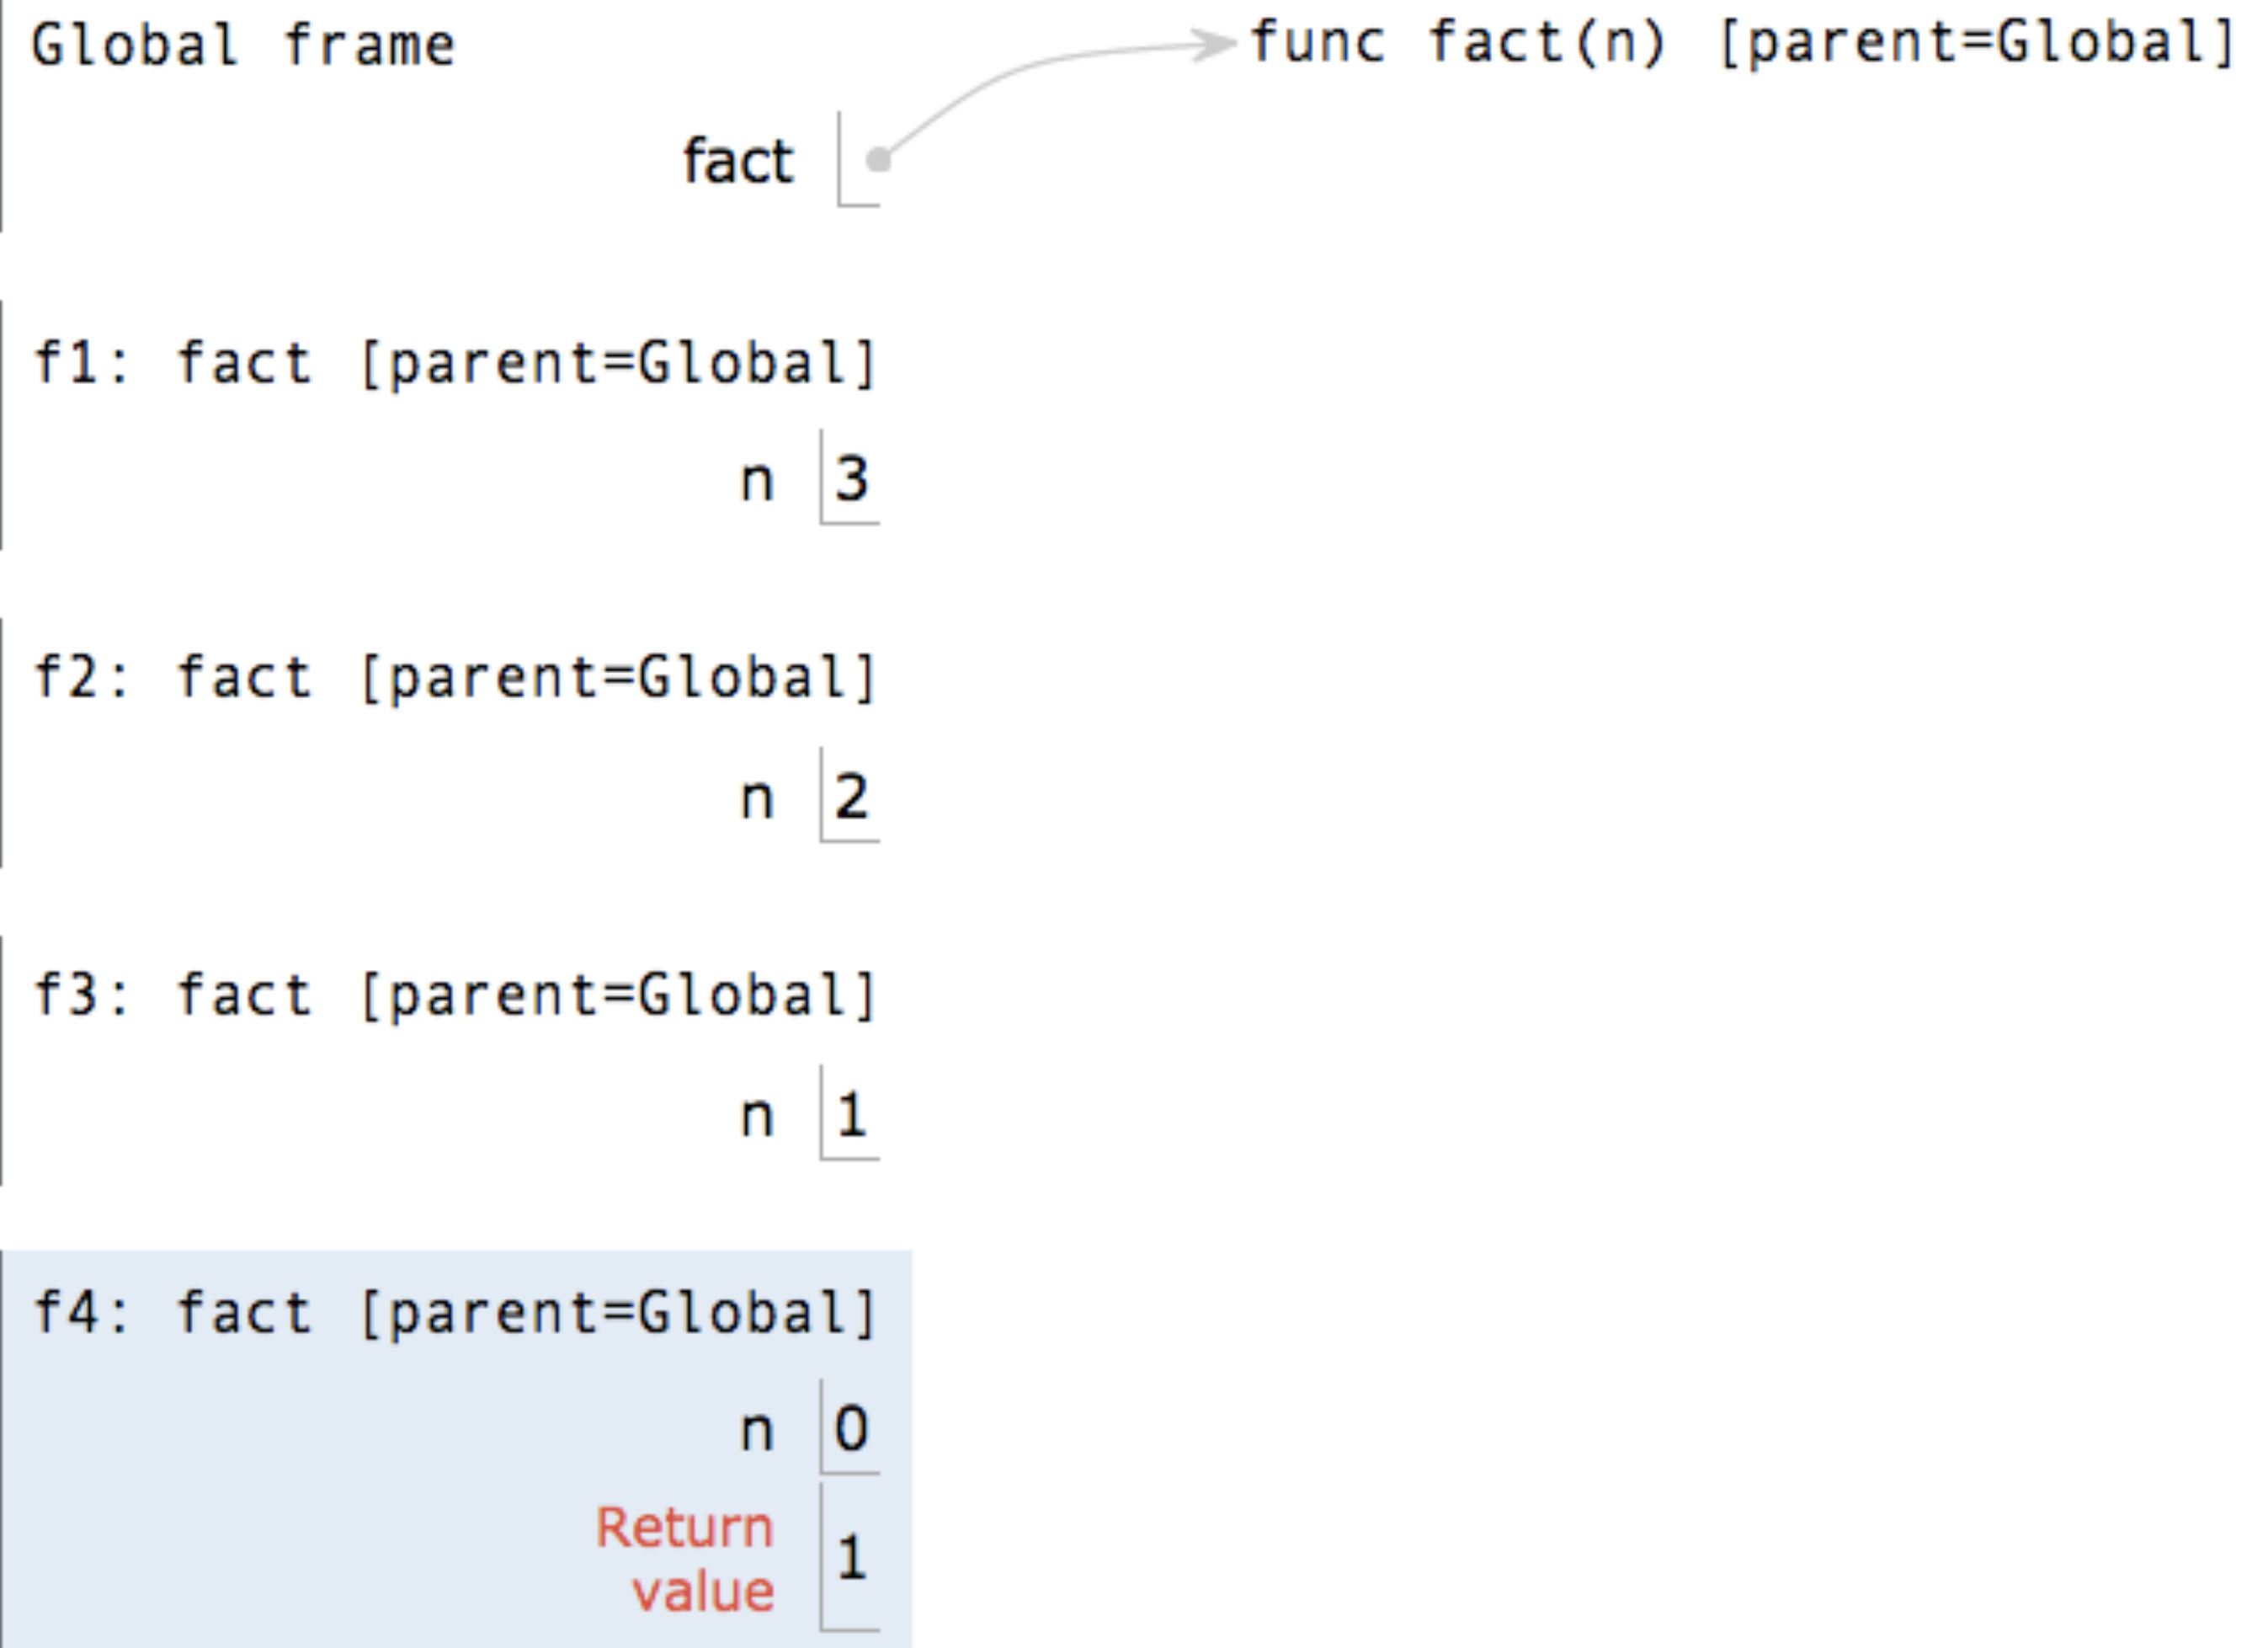 Global frame
func fact(n) [parent=Global]
fact
f1: fact [parent=Global]
n 3
f2: fact [parent=Global]
n 2
f3: fact [parent=Global]
n 1
f4: fact [parent=Global]
n 0
Return
value 1